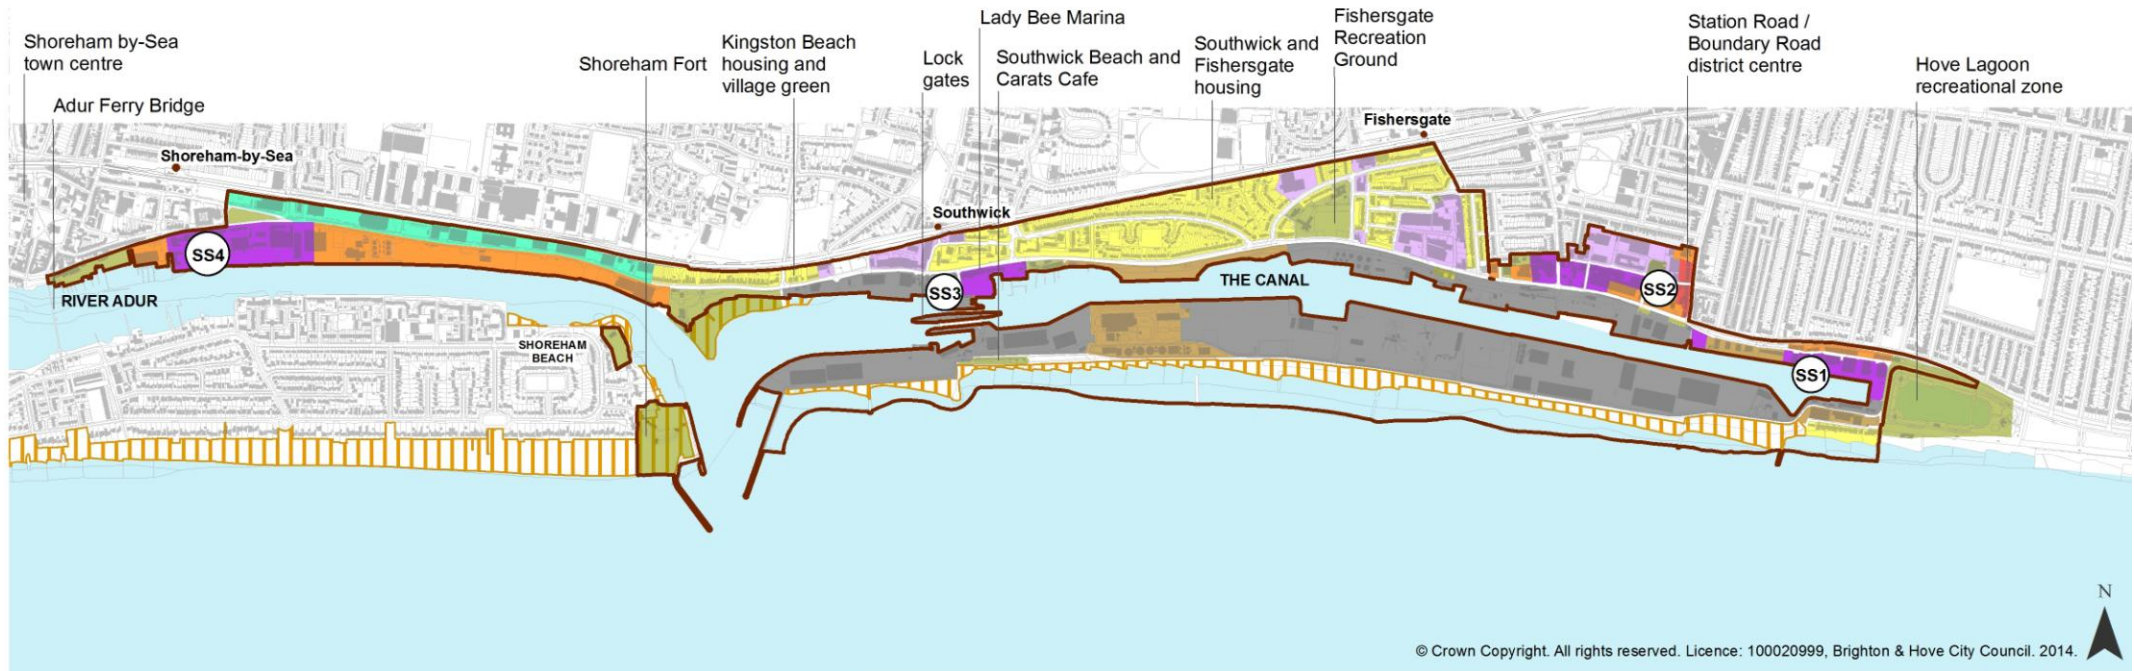 Shoreham by-Sea
town centre
Adur Ferry Bridge
Shoreham Fort
Kingston Beach
housing and
village green
Lock
gates
Lady Bee Marina
Southwick Beach and
Carats Cafe
Southwick and
Fishersgate
housing
Fishersgate
Recreation
Ground
Station Road /
Boundary Road
district centre
Hove Lagoon
recreational zone
Shoreham-by-Sea
Southwick
Fishersgate
SS4
RIVER ADUR
SHOREHAM
BEACH
SS3
THE CANAL
SS2
SS1
N
© Crown Copyright. All rights reserved. Licence: 100020999, Brighton & Hove City Council. 2014.